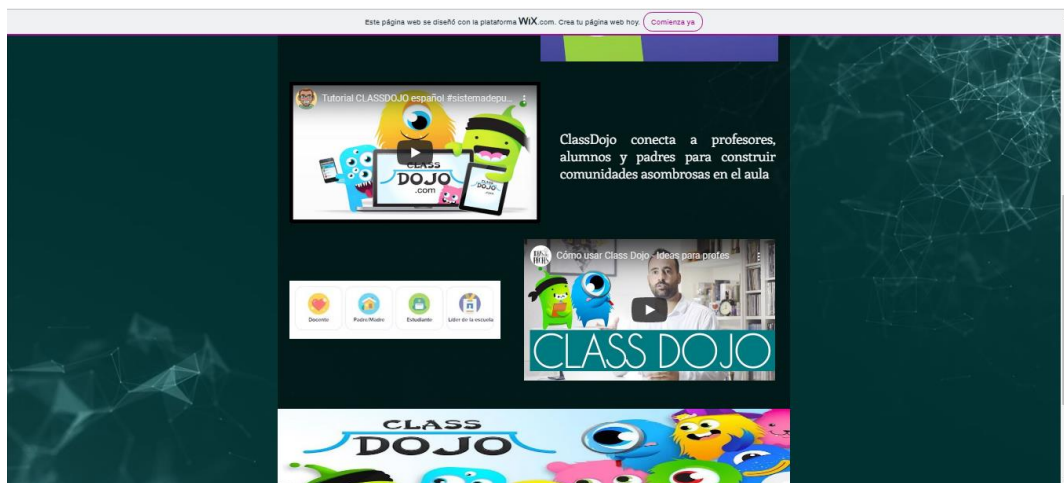 Este página web se diseñó con la plataforma WiX.com. Crea tu página web hoy. Comienza ya
Tutorial CLASSDOJO español #sistemadepu...
CLASS
DOJO
.com
DOJO
ClassDojo conecta a profesores,
alumnos y padres para construir
comunidades asombrosas en el aula
Cómo usar Class Dojo - Ideas para profes
CLASS DOJO
Docente
Padre/Madre
Estudiante
Líder de la escuela
CLASS
DOJO